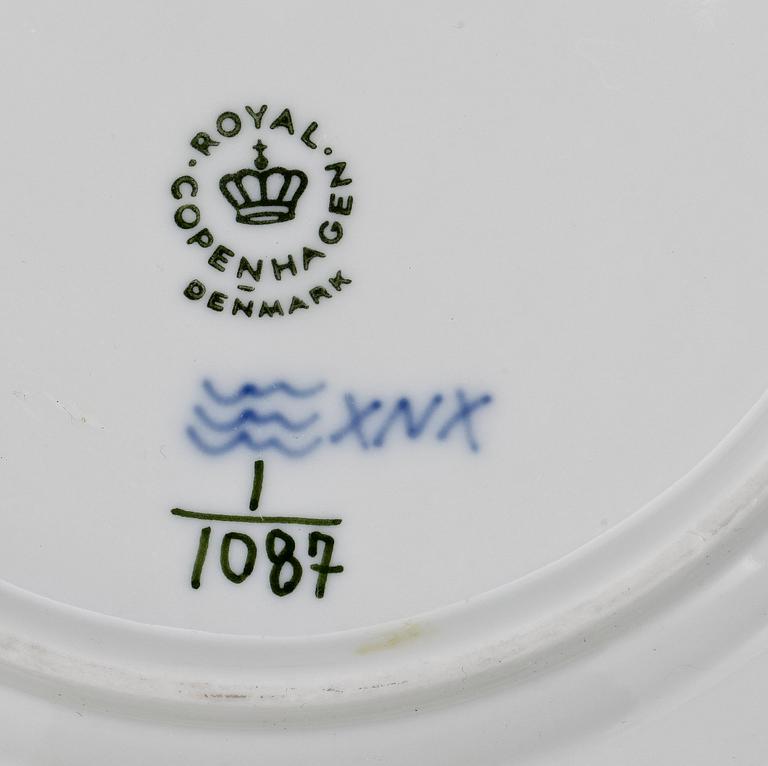 ROYAL
COPENHAGEN
DENMARK
XNX
1
1087